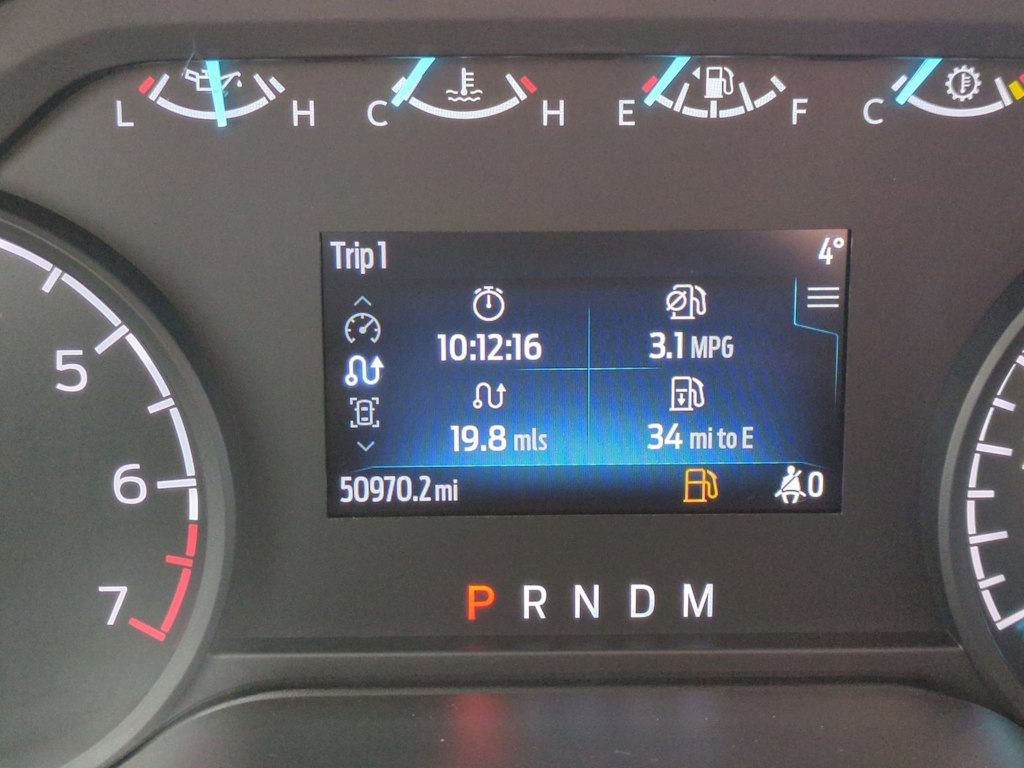 L H C H E F C
Trip 1 4°
10:12:16 3.1 MPG
19.8 mls 34 mi to E
50970.2 mi 0
5
6
7
P R N D M